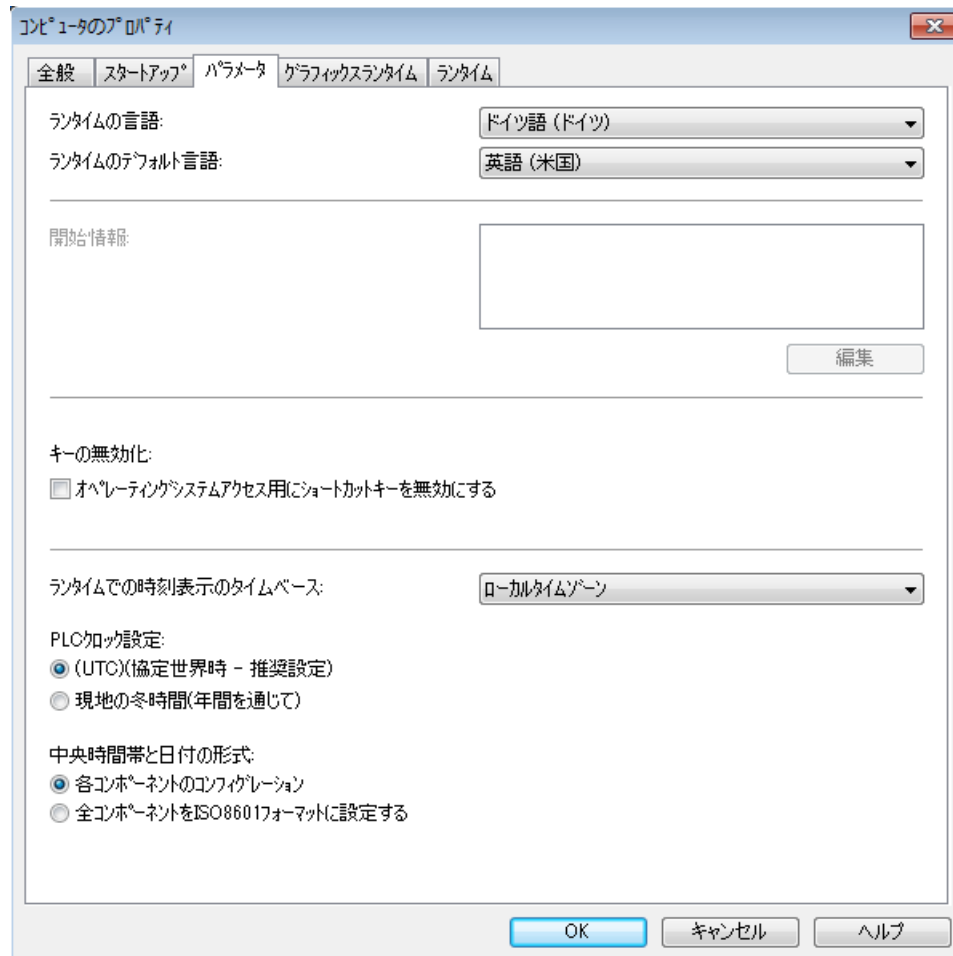 コンピュータのプロパティ
全般 スタートアップ パラメータ グラフィックスランタイム ランタイム
ランタイムの言語: ドイツ語 (ドイツ)
ランタイムのデフォルト言語: 英語 (米国)
開始情報:
編集
キーの無効化:
オペレーティングシステムアクセス用にショートカットキーを無効にする
ランタイムでの時刻表示のタイムベース: ローカルタイムゾーン
PLCクロック設定:
(UTC)(協定世界時 - 推奨設定)
現地の冬時間(年間を通じて)
中央時間帯と日付の形式:
各コンポーネントのコンフィグレーション
全コンポーネントをISO8601フォーマットに設定する
OK キャンセル ヘルプ